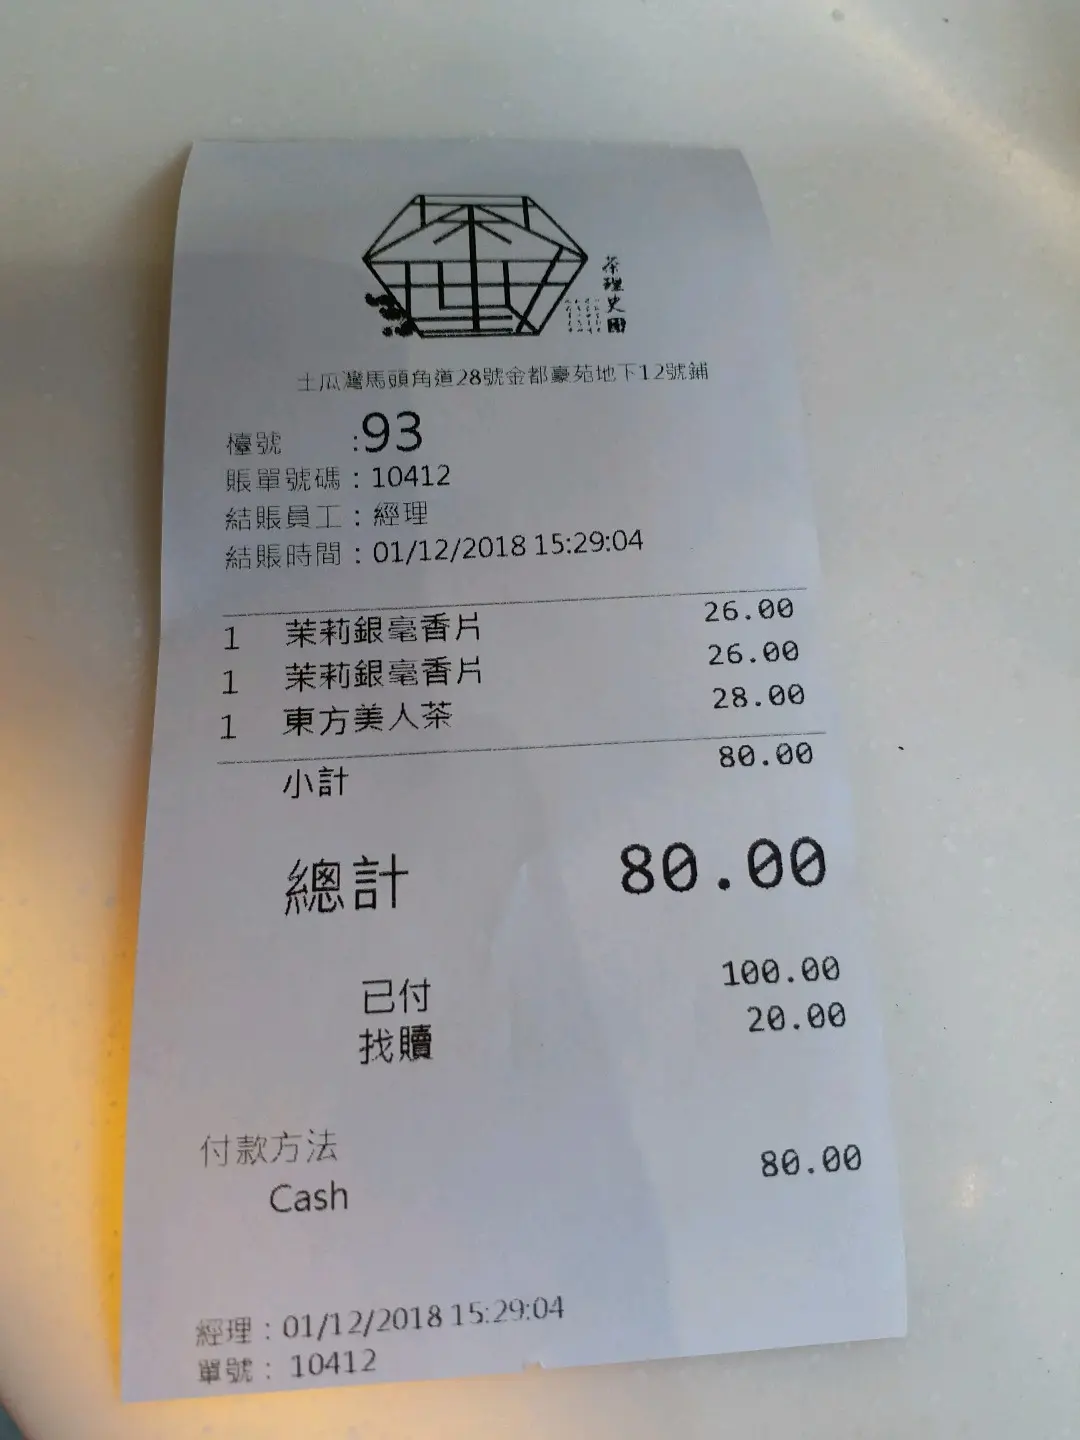 茶理史團
土瓜灣馬頭角道28號金都豪苑地下12號鋪
檯號 :93
賬單號碼：10412
結賬員工：經理
結賬時間：01/12/2018 15:29:04
1 茉莉銀毫香片 26.00
1 茉莉銀毫香片 26.00
1 東方美人茶 28.00
小計 80.00
總計 80.00
已付 100.00
找贖 20.00
付款方法
Cash 80.00
經理：01/12/2018 15:29:04
單號：10412